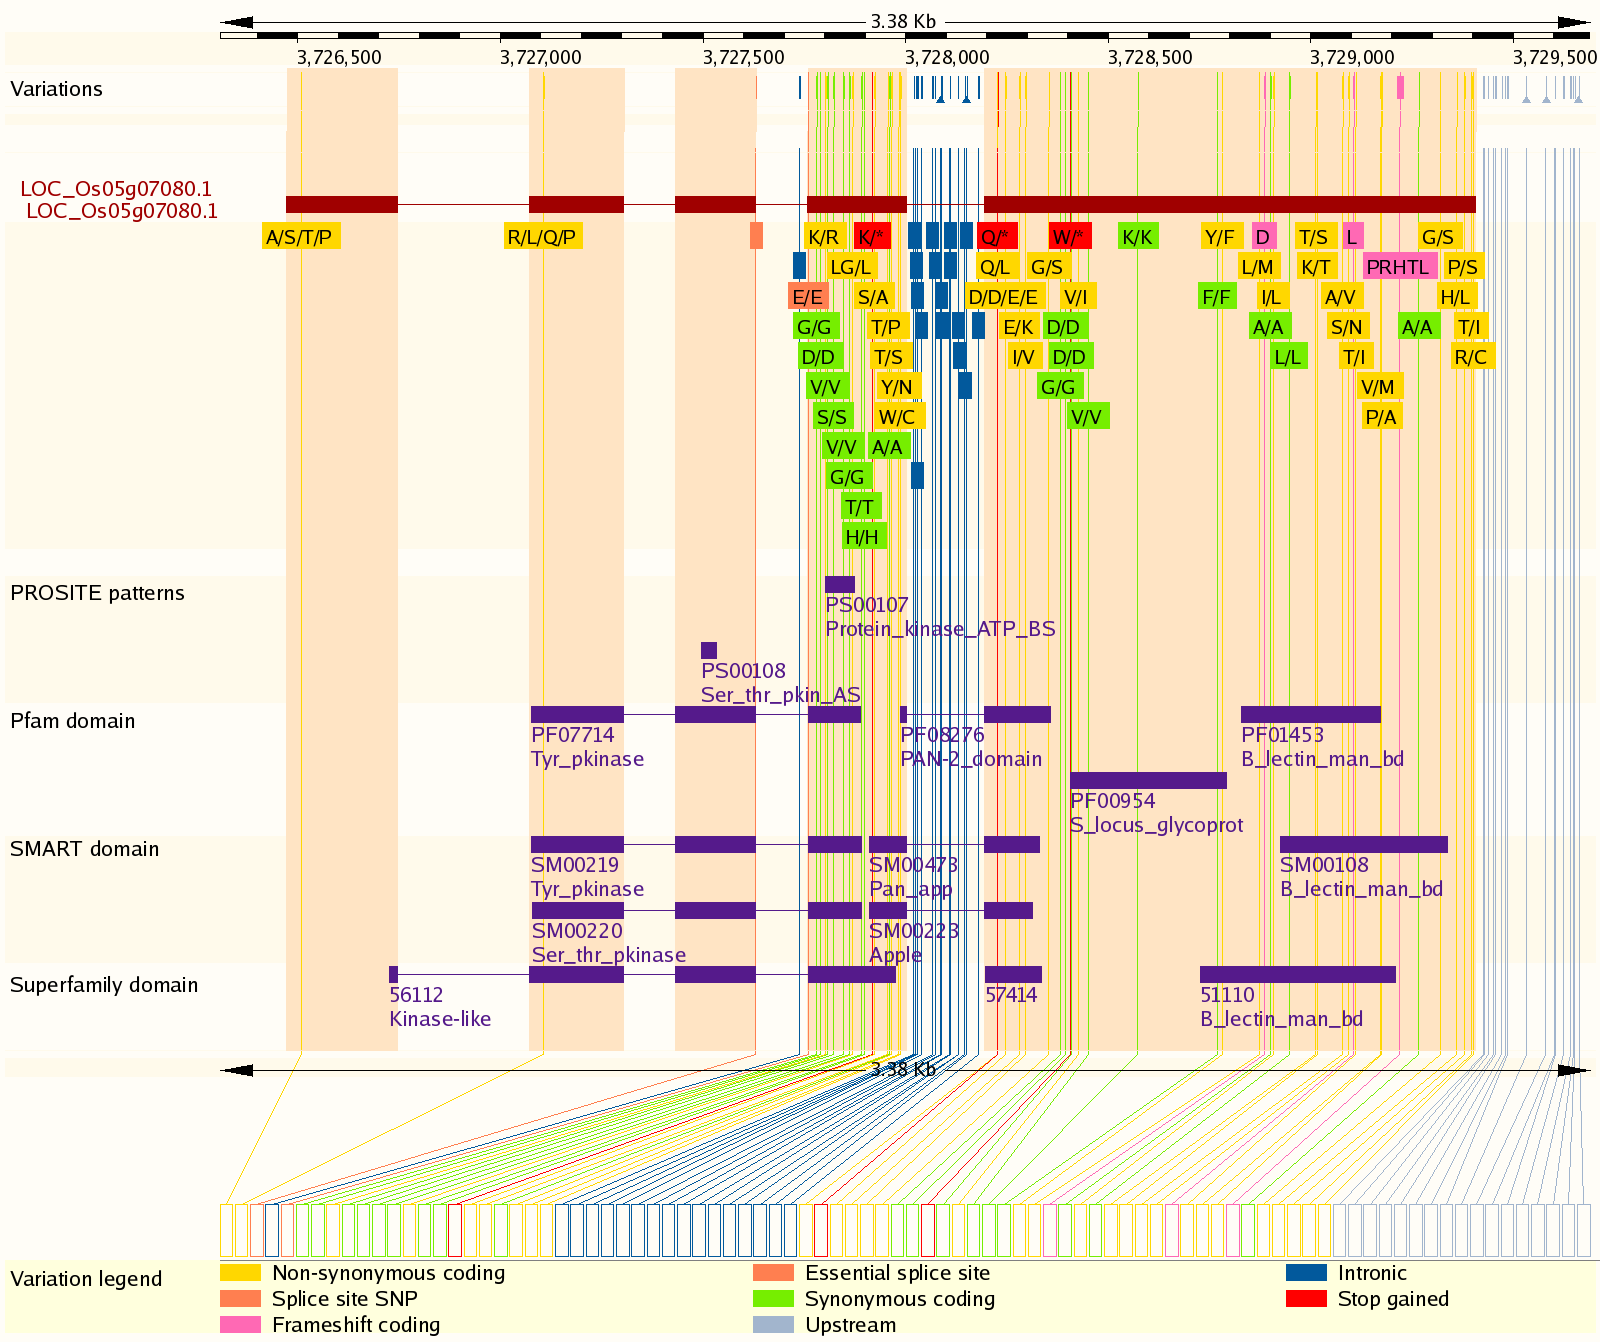 3.38 Kb
3,726,500 3,727,000 3,727,500 3,728,000 3,728,500 3,729,000 3,729,500
Variations
LOC_Os05g07080.1
LOC_Os05g07080.1
A/S/T/P R/L/Q/P K/R K/* Q/* W/* K/K Y/F D T/S L G/S
LG/L Q/L G/S L/M K/T PRHTL P/S
E/E S/A D/D/E/E V/I F/F I/L A/V H/L
G/G T/P E/K D/D A/A S/N A/A T/I
D/D T/S I/V D/D L/L T/I R/C
V/V Y/N G/G V/M
S/S W/C V/V P/A
V/V A/A
G/G
T/T
H/H
PROSITE patterns
PS00107
Protein_kinase_ATP_BS
PS00108
Ser_thr_pkin_AS
Pfam domain
PF07714 PF08276 PF01453
Tyr_pkinase PAN-2_domain B_lectin_man_bd
PF00954
S_locus_glycoprot
SMART domain
SM00219 SM00473 SM00108
Tyr_pkinase Pan_app B_lectin_man_bd
SM00220 SM00223
Ser_thr_pkinase Apple
Superfamily domain
56112 57414 51110
Kinase-like B_lectin_man_bd
3.38 Kb
Variation legend
Non-synonymous coding Essential splice site Intronic
Splice site SNP Synonymous coding Stop gained
Frameshift coding Upstream